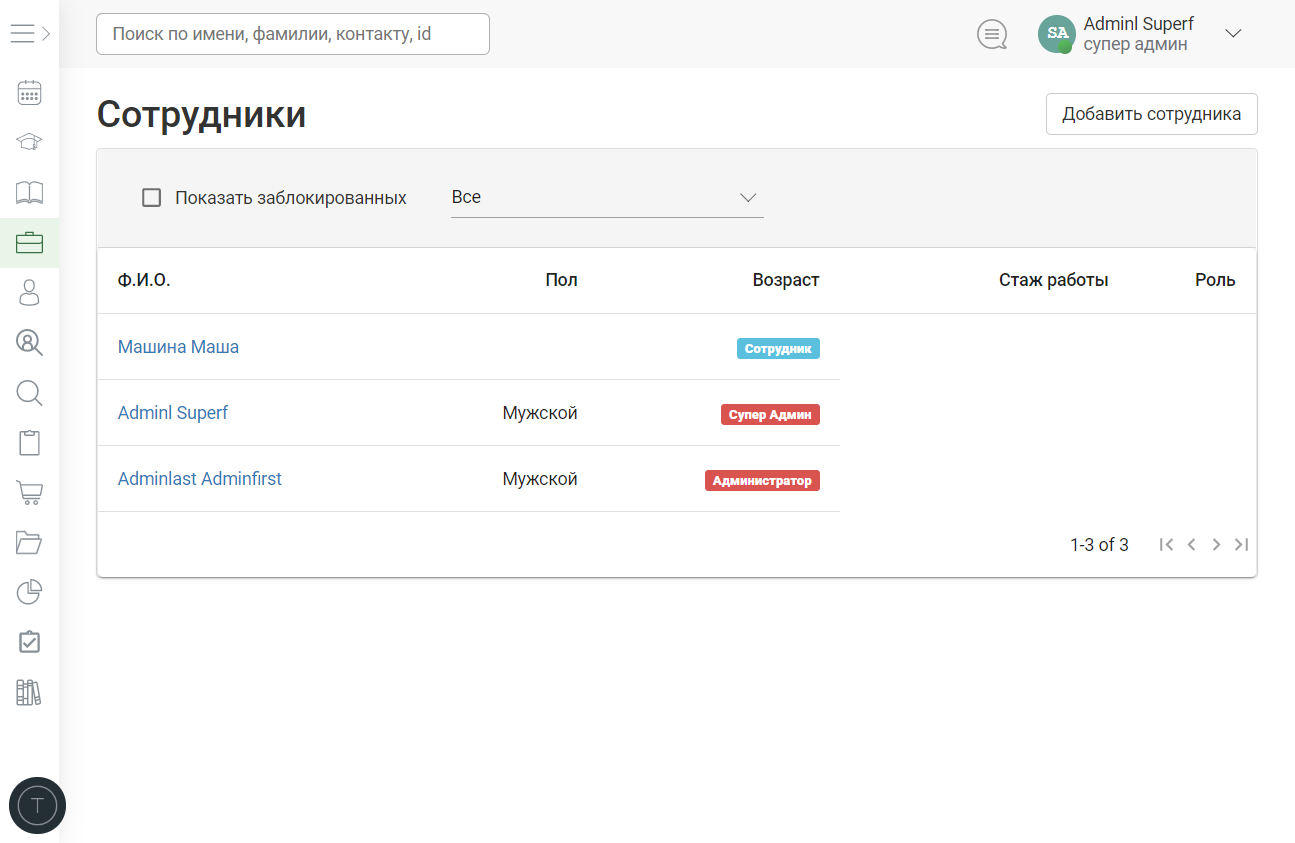 Поиск по имени, фамилии, контакту, id
SA
Adminl Superf
супер админ
Сотрудники
Добавить сотрудника
Показать заблокированных
Все
Ф.И.О. Пол Возраст Стаж работы Роль
Машина Маша Сотрудник
Adminl Superf Мужской Супер Админ
Adminlast Adminfirst Мужской Администратор
1-3 of 3
T